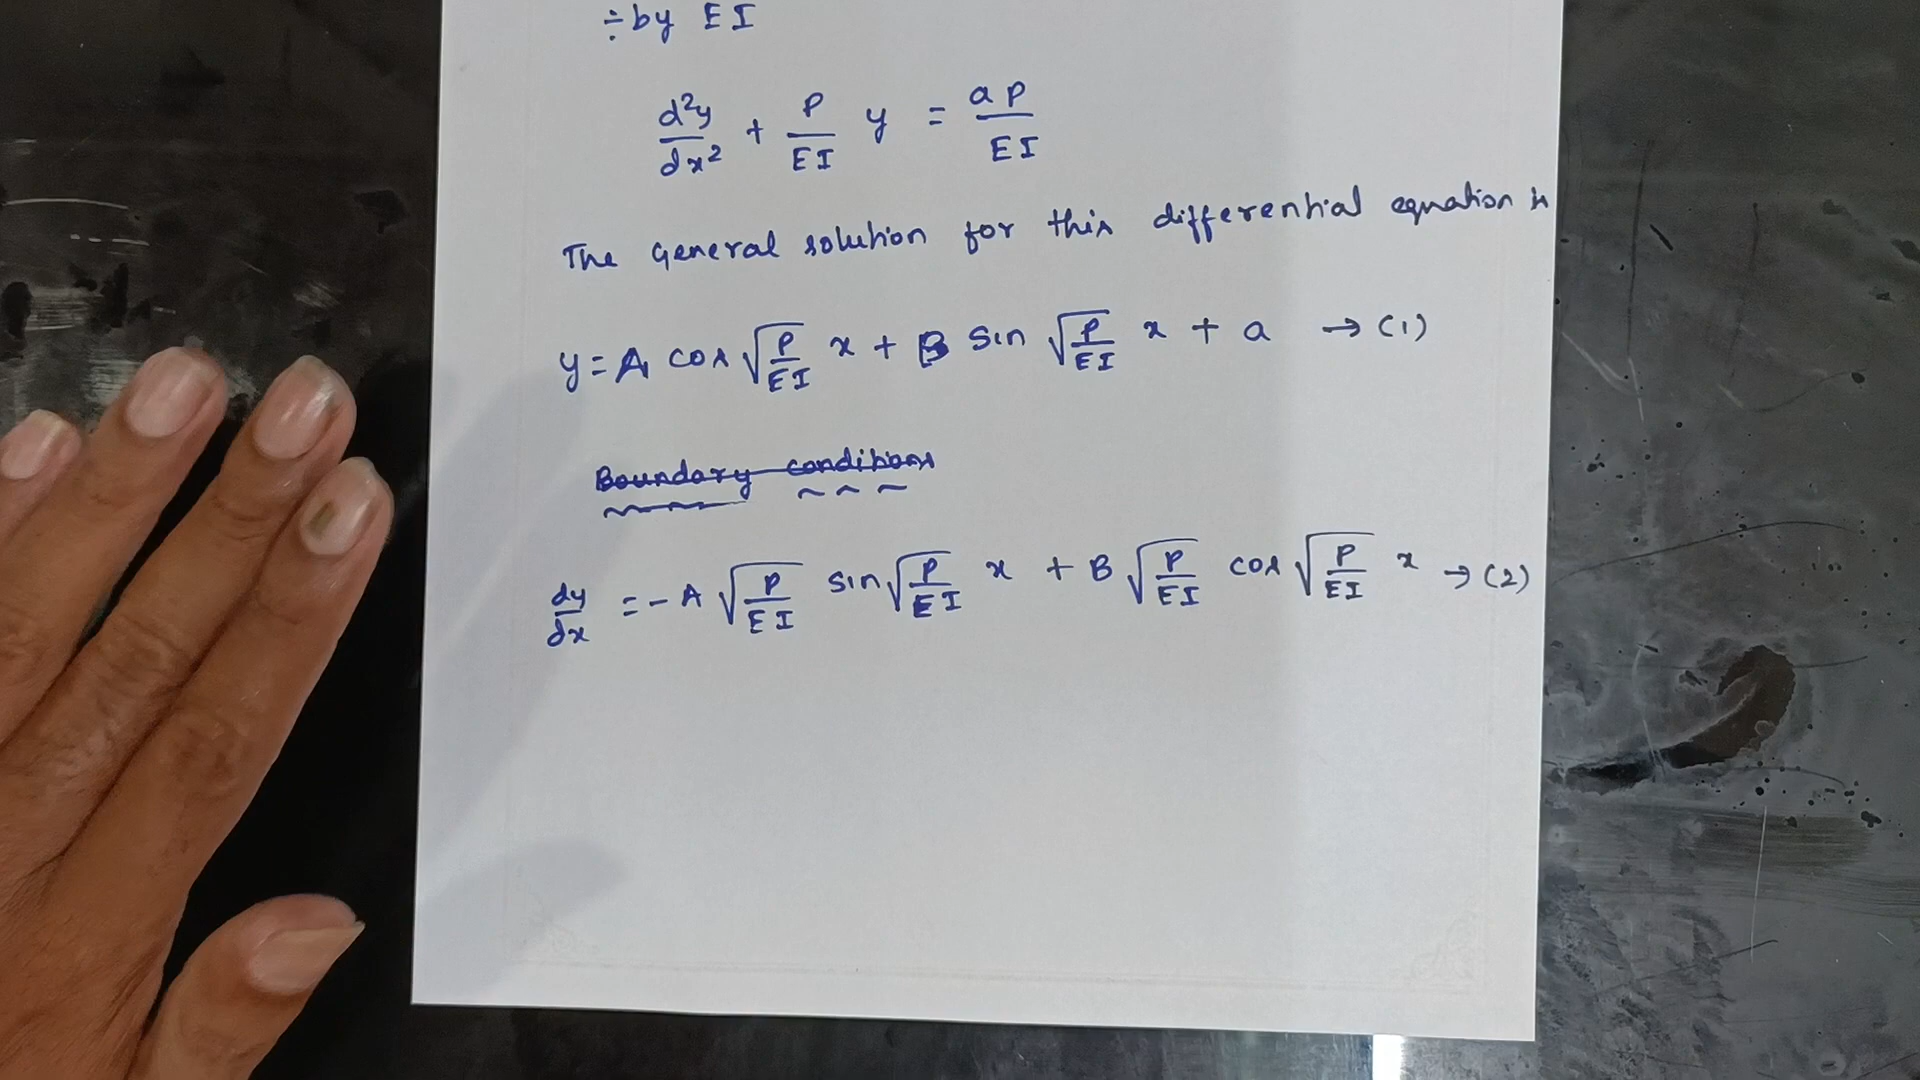 ÷ by EI
d²y/dx² + P/EI y = aP/EI
The General solution for this differential equation is
y = A cos √(P/EI) x + B sin √(P/EI) x + a → (1)
Boundary conditions
dy/dx = - A √(P/EI) sin √(P/EI) x + B √(P/EI) cos √(P/EI) x → (2)